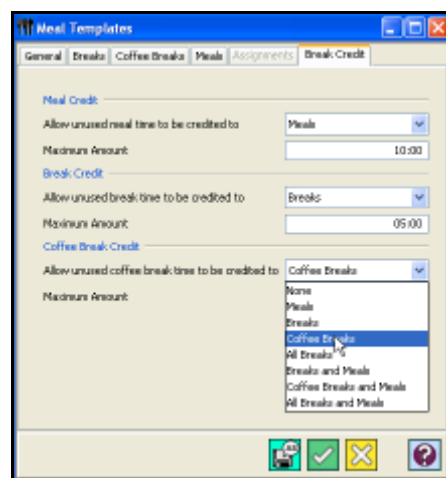 Meal Templates
General Breaks Coffee Breaks Meals Assignments Break Credit
Meal Credit
Allow unused meal time to be credited to Meals
Maximum Amount 10:00
Break Credit
Allow unused break time to be credited to Breaks
Maximum Amount 05:00
Coffee Break Credit
Allow unused coffee break time to be credited to Coffee Breaks
Maximum Amount
None
Meals
Breaks
Coffee Breaks
All Breaks
Breaks and Meals
Coffee Breaks and Meals
All Breaks and Meals